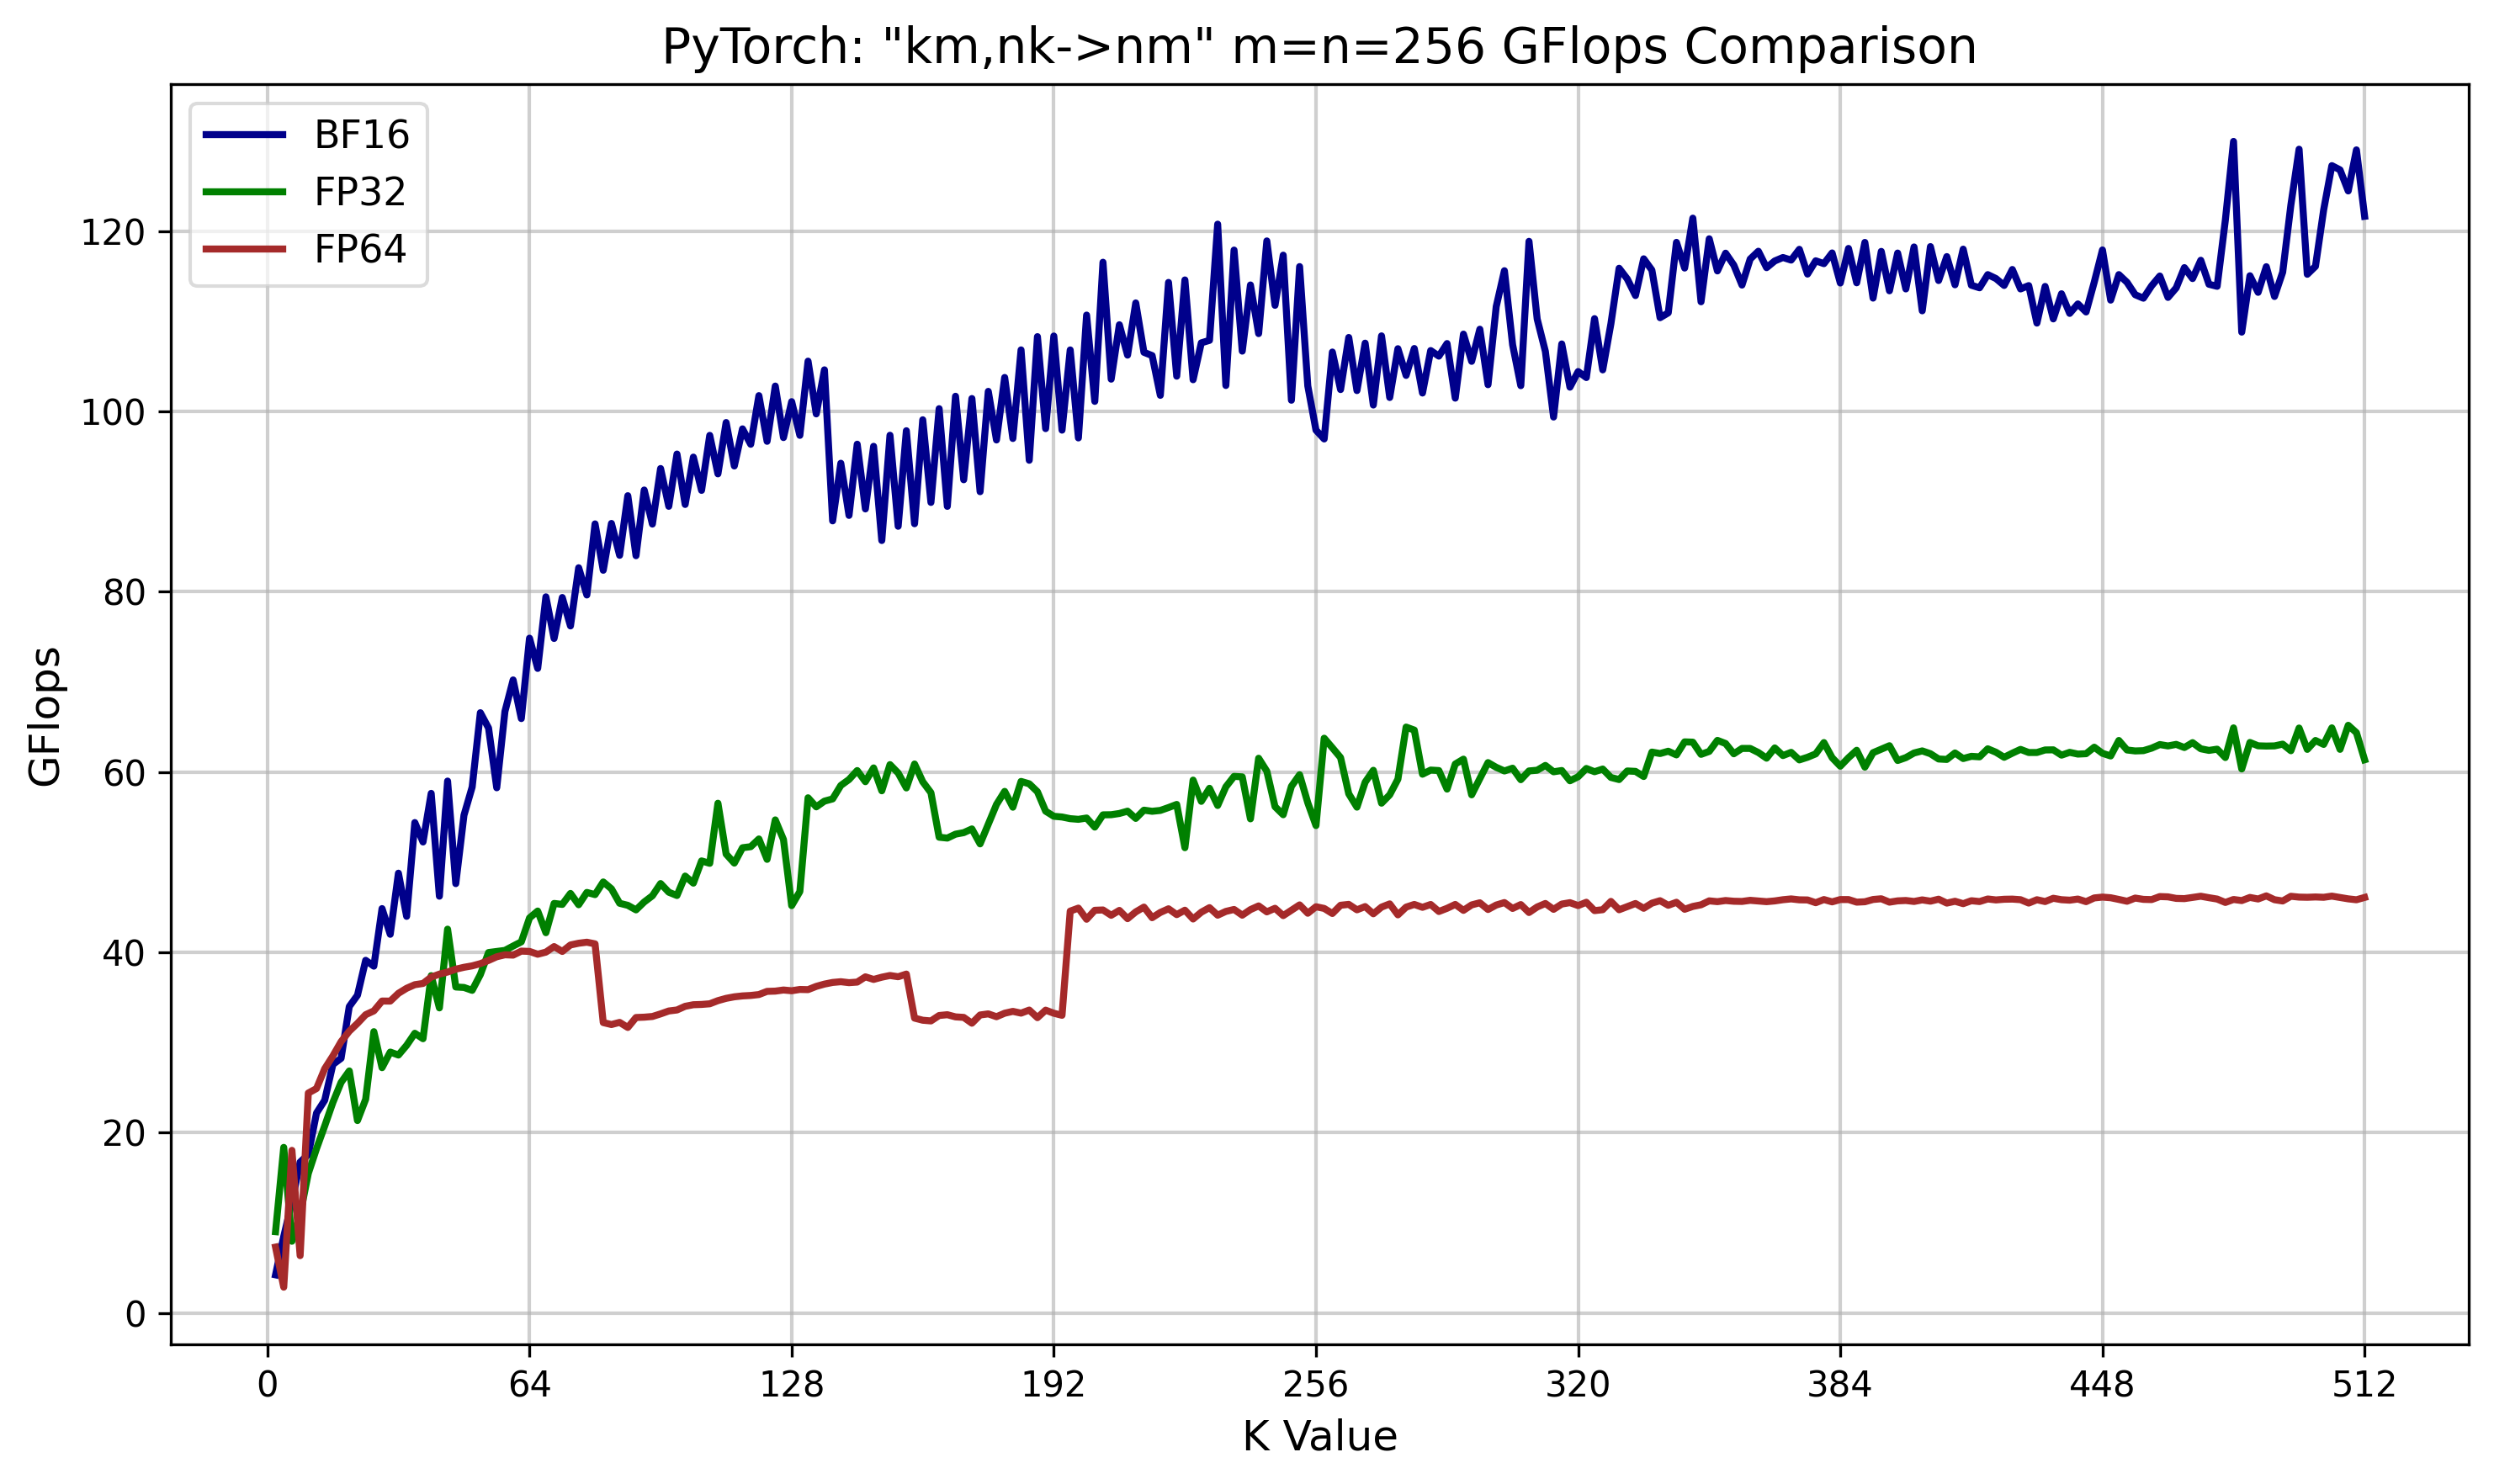 PyTorch: "km,nk->nm" m=n=256 GFlops Comparison
BF16
FP32
FP64
GFlops
120
100
80
60
40
20
0
0 64 128 192 256 320 384 448 512
K Value